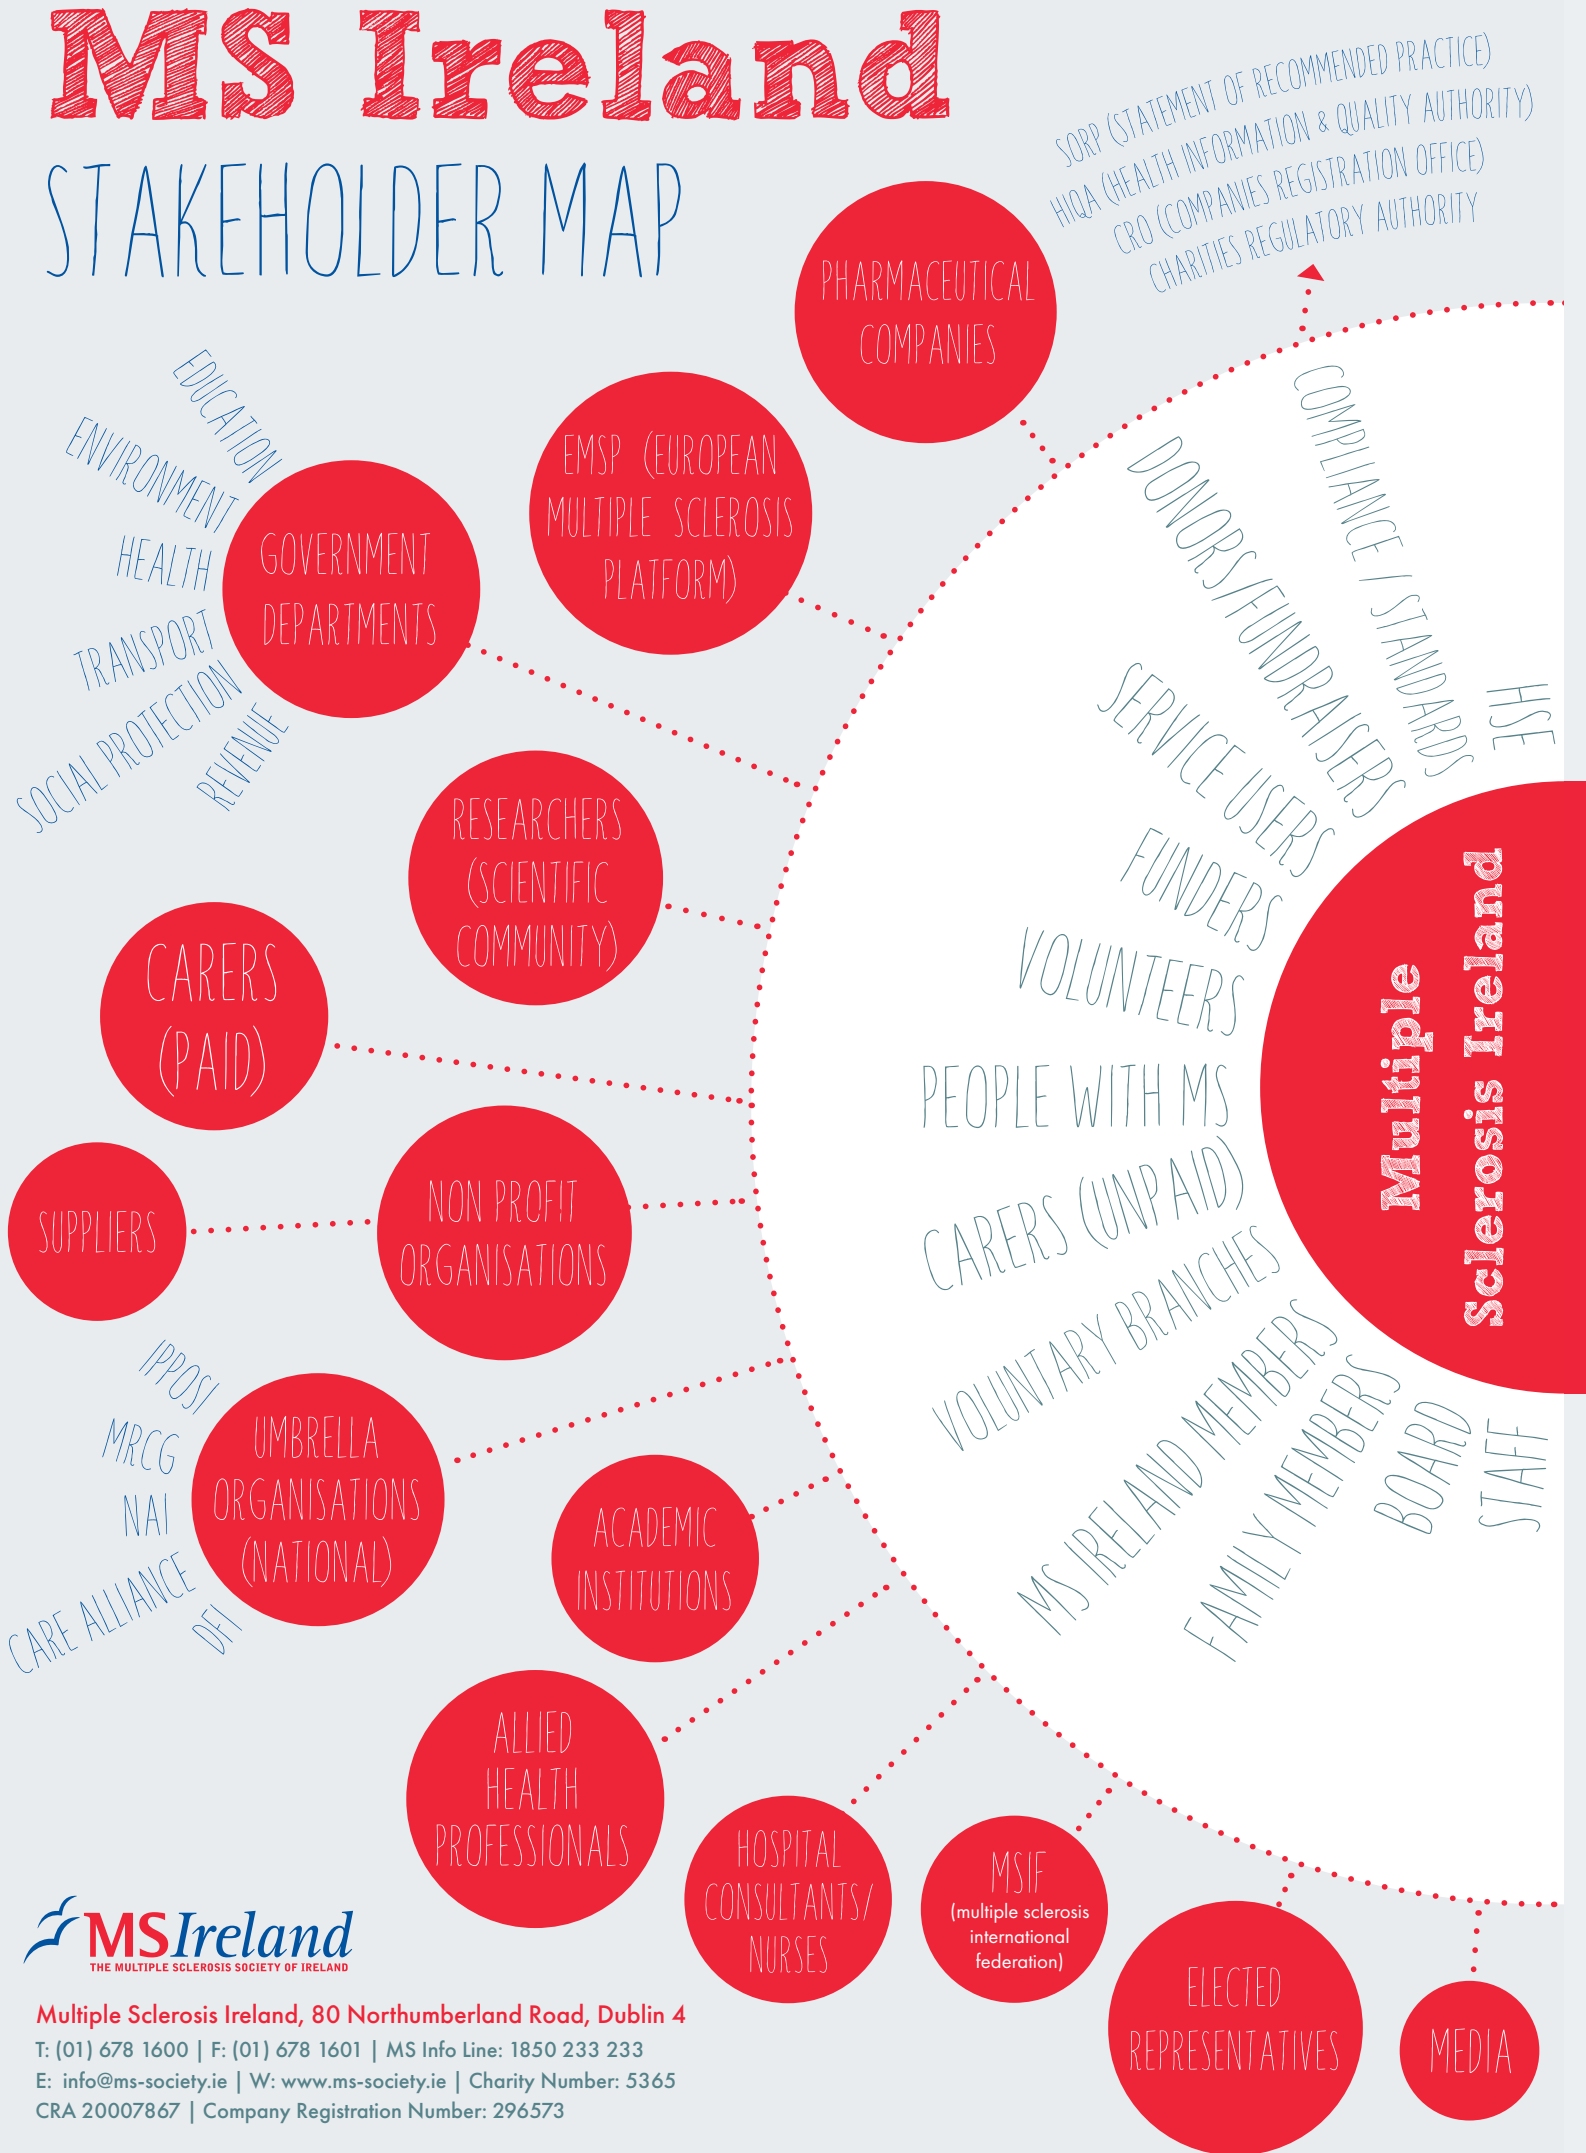 MS Ireland
STAKEHOLDER MAP
SORP (STATEMENT OF RECOMMENDED PRACTICE)
HIQA (HEALTH INFORMATION & QUALITY AUTHORITY)
CRO (COMPANIES REGISTRATION OFFICE)
CHARITIES REGULATORY AUTHORITY
PHARMACEUTICAL
COMPANIES
EMSP (EUROPEAN
MULTIPLE SCLEROSIS
PLATFORM)
EDUCATION
ENVIRONMENT
HEALTH
TRANSPORT
SOCIAL PROTECTION
REVENUE
GOVERNMENT
DEPARTMENTS
RESEARCHERS
(SCIENTIFIC
COMMUNITY)
CARERS
(PAID)
SUPPLIERS
NON PROFIT
ORGANISATIONS
IPPOSI
MRCG
NAI
CARE ALLIANCE
DFI
UMBRELLA
ORGANISATIONS
(NATIONAL)
ACADEMIC
INSTITUTIONS
ALLIED
HEALTH
PROFESSIONALS
HOSPITAL
CONSULTANTS/
NURSES
MSIF
(multiple sclerosis
international
federation)
ELECTED
REPRESENTATIVES
MEDIA
HSE
COMPLIANCE / STANDARDS
DONORS/FUNDRAISERS
SERVICE USERS
FUNDERS
VOLUNTEERS
PEOPLE WITH MS
CARERS (UNPAID)
VOLUNTARY BRANCHES
MS IRELAND MEMBERS
FAMILY MEMBERS
BOARD
STAFF
Multiple
Sclerosis Ireland
MSIreland
THE MULTIPLE SCLEROSIS SOCIETY OF IRELAND
Multiple Sclerosis Ireland, 80 Northumberland Road, Dublin 4
T: (01) 678 1600 | F: (01) 678 1601 | MS Info Line: 1850 233 233
E: info@ms-society.ie | W: www.ms-society.ie | Charity Number: 5365
CRA 20007867 | Company Registration Number: 296573